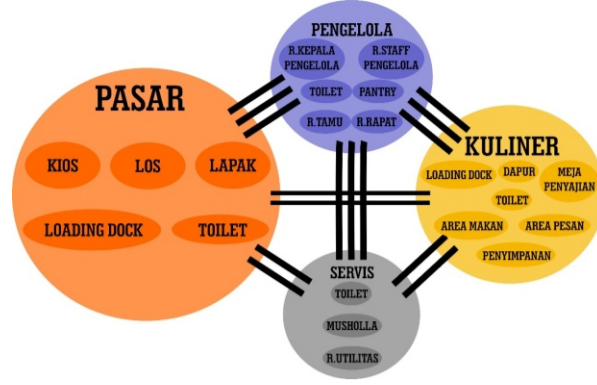 PENGELOLA
R.KEPALA
PENGELOLA
R.STAFF
PENGELOLA
TOILET
PANTRY
R.TAMU
R.RAPAT
PASAR
KIOS
LOS
LAPAK
LOADING DOCK
TOILET
KULINER
LOADING DOCK
DAPUR
MEJA
PENYAJIAN
TOILET
AREA MAKAN
AREA PESAN
PENYIMPANAN
SERVIS
TOILET
MUSHOLLA
R.UTILITAS